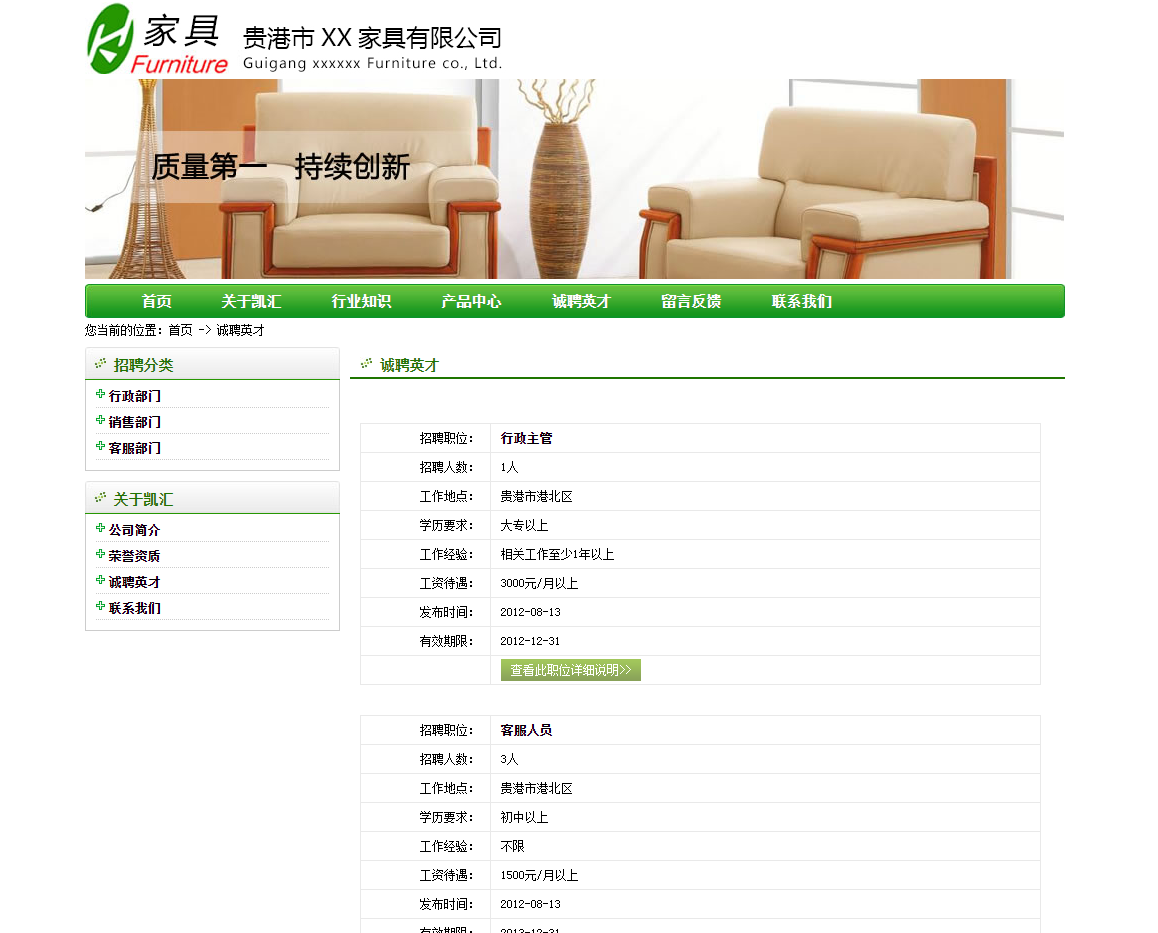 家具
Furniture
贵港市 XX 家具有限公司
Guigang xxxxxx Furniture co., Ltd.
质量第一 持续创新
首页 关于凯汇 行业知识 产品中心 诚聘英才 留言反馈 联系我们
您当前的位置：首页 -> 诚聘英才
招聘分类
行政部门
销售部门
客服部门
关于凯汇
公司简介
荣誉资质
诚聘英才
联系我们
诚聘英才
招聘职位： 行政主管
招聘人数： 1人
工作地点： 贵港市港北区
学历要求： 大专以上
工作经验： 相关工作至少1年以上
工资待遇： 3000元/月以上
发布时间： 2012-08-13
有效期限： 2012-12-31
查看此职位详细说明>>
招聘职位： 客服人员
招聘人数： 3人
工作地点： 贵港市港北区
学历要求： 初中以上
工作经验： 不限
工资待遇： 1500元/月以上
发布时间： 2012-08-13
有效期限：